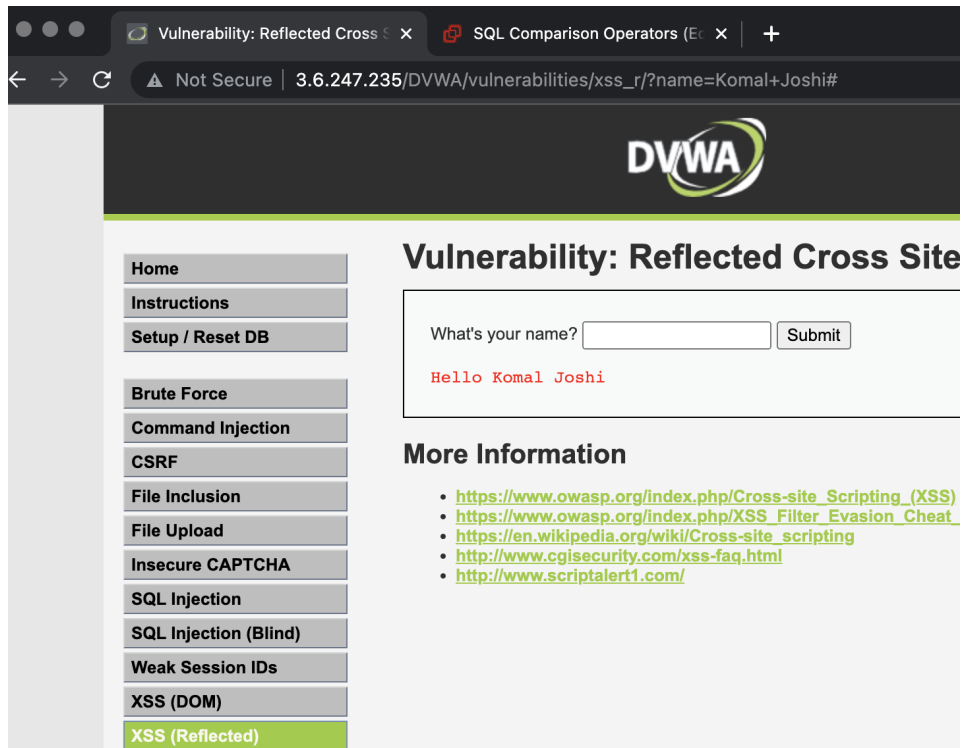 Vulnerability: Reflected Cross S
SQL Comparison Operators (Ec
Not Secure | 3.6.247.235/DVWA/vulnerabilities/xss_r/?name=Komal+Joshi#
DVWA
Home
Instructions
Setup / Reset DB
Brute Force
Command Injection
CSRF
File Inclusion
File Upload
Insecure CAPTCHA
SQL Injection
SQL Injection (Blind)
Weak Session IDs
XSS (DOM)
XSS (Reflected)
Vulnerability: Reflected Cross Site
What's your name? Submit
Hello Komal Joshi
More Information
https://www.owasp.org/index.php/Cross-site_Scripting_(XSS)
https://www.owasp.org/index.php/XSS_Filter_Evasion_Cheat_
https://en.wikipedia.org/wiki/Cross-site_scripting
http://www.cgisecurity.com/xss-faq.html
http://www.scriptalert1.com/